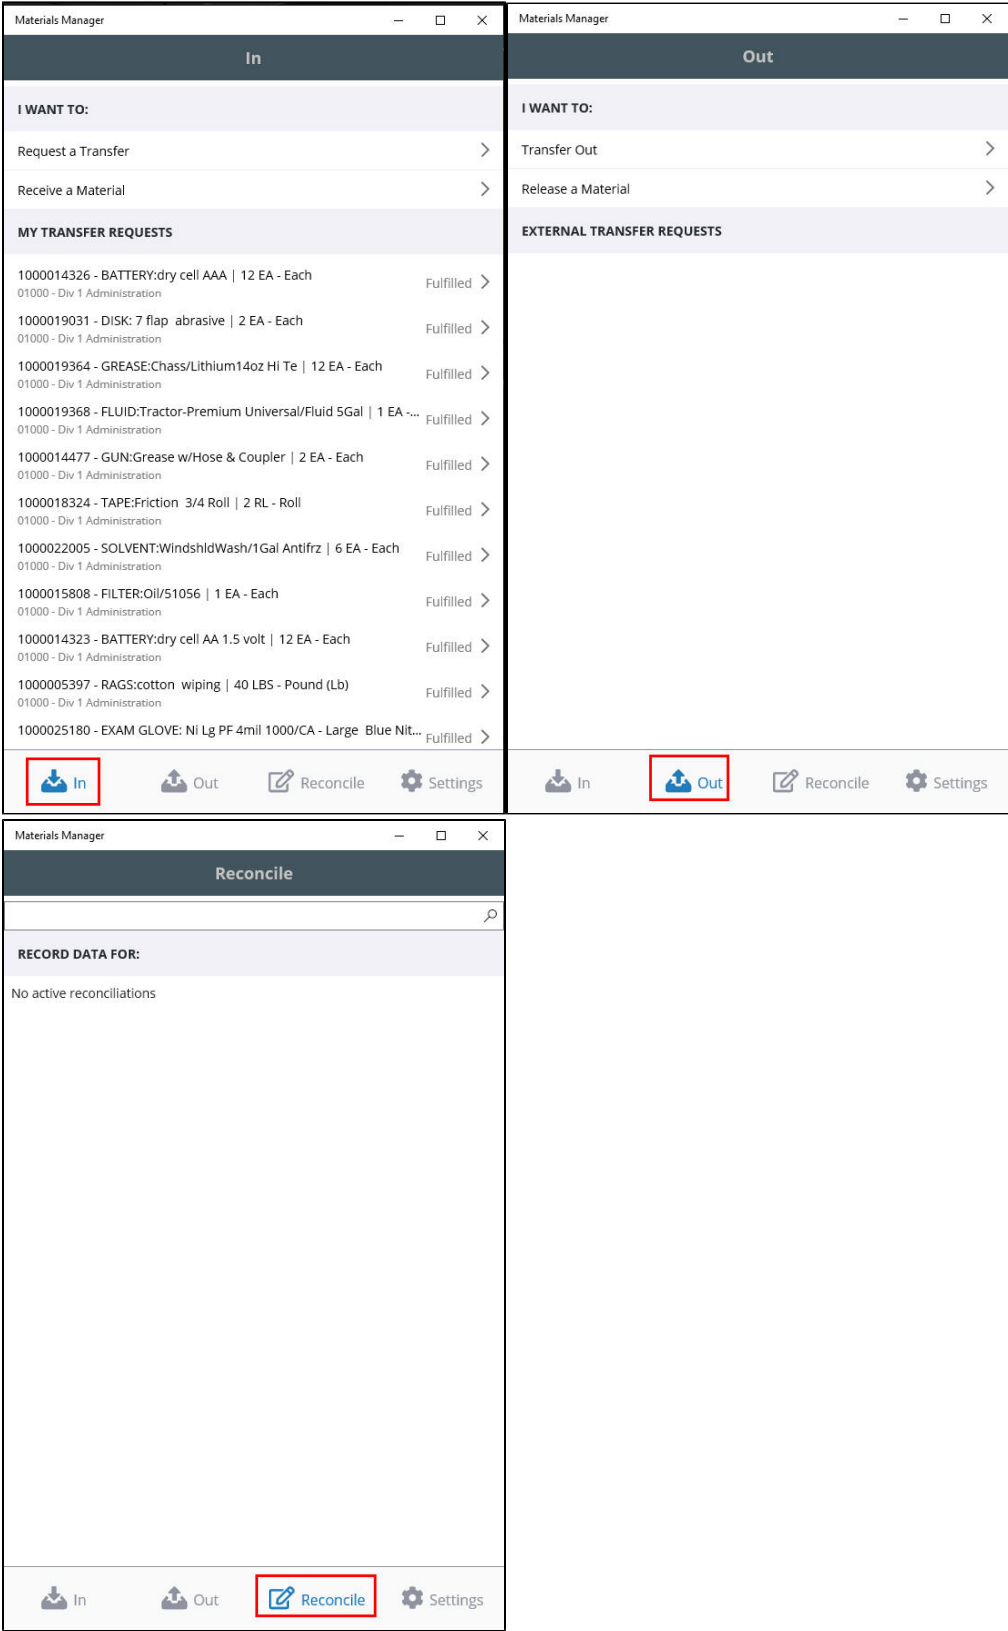 Materials Manager
In
I WANT TO:
Request a Transfer
Receive a Material
MY TRANSFER REQUESTS
1000014326 - BATTERY:dry cell AAA | 12 EA - Each
01000 - Div 1 Administration
Fulfilled
1000019031 - DISK: 7 flap  abrasive | 2 EA - Each
01000 - Div 1 Administration
Fulfilled
1000019364 - GREASE:Chass/Lithium14oz Hi Te | 12 EA - Each
01000 - Div 1 Administration
Fulfilled
1000019368 - FLUID:Tractor-Premium Universal/Fluid 5Gal | 1 EA -...
01000 - Div 1 Administration
Fulfilled
1000014477 - GUN:Grease w/Hose & Coupler | 2 EA - Each
01000 - Div 1 Administration
Fulfilled
1000018324 - TAPE:Friction  3/4 Roll | 2 RL - Roll
01000 - Div 1 Administration
Fulfilled
1000022005 - SOLVENT:WindshldWash/1Gal Antifrz | 6 EA - Each
01000 - Div 1 Administration
Fulfilled
1000015808 - FILTER:Oil/51056 | 1 EA - Each
01000 - Div 1 Administration
Fulfilled
1000014323 - BATTERY:dry cell AA 1.5 volt | 12 EA - Each
01000 - Div 1 Administration
Fulfilled
1000005397 - RAGS:cotton  wiping | 40 LBS - Pound (Lb)
01000 - Div 1 Administration
Fulfilled
1000025180 - EXAM GLOVE: Ni Lg PF 4mil 1000/CA - Large  Blue Nit...
Fulfilled
In
Out
Reconcile
Settings
Materials Manager
Out
I WANT TO:
Transfer Out
Release a Material
EXTERNAL TRANSFER REQUESTS
In
Out
Reconcile
Settings
Materials Manager
Reconcile
RECORD DATA FOR:
No active reconciliations
In
Out
Reconcile
Settings